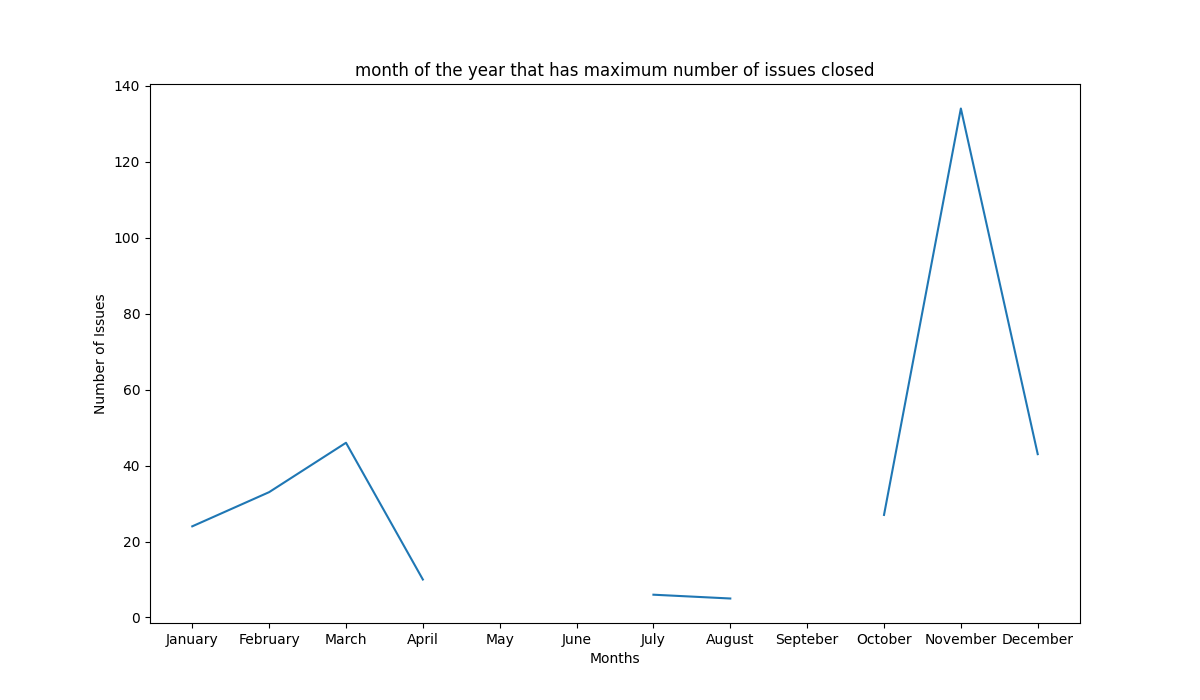 month of the year that has maximum number of issues closed
140
120
100
80
60
40
20
0
Number of Issues
January February March April May June July August Septeber October November December
Months